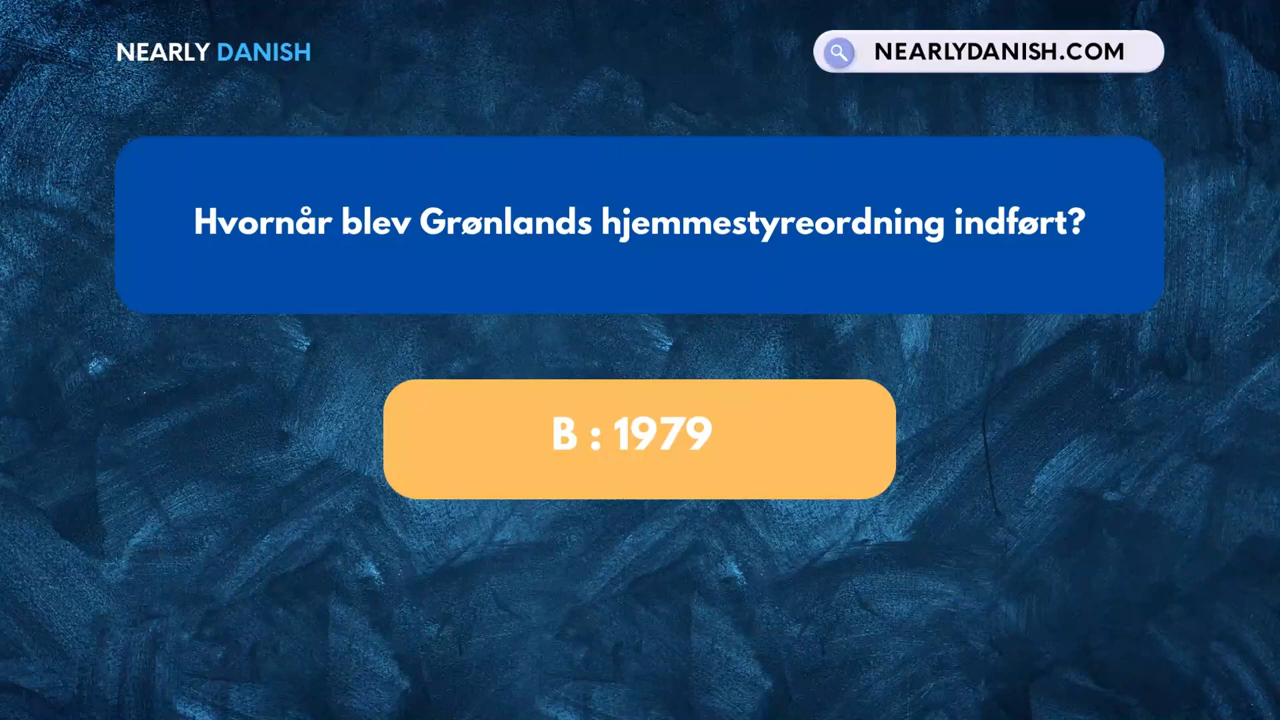 NEARLY DANISH
NEARLYDANISH.COM
Hvornår blev Grønlands hjemmestyreordning indført?
B : 1979